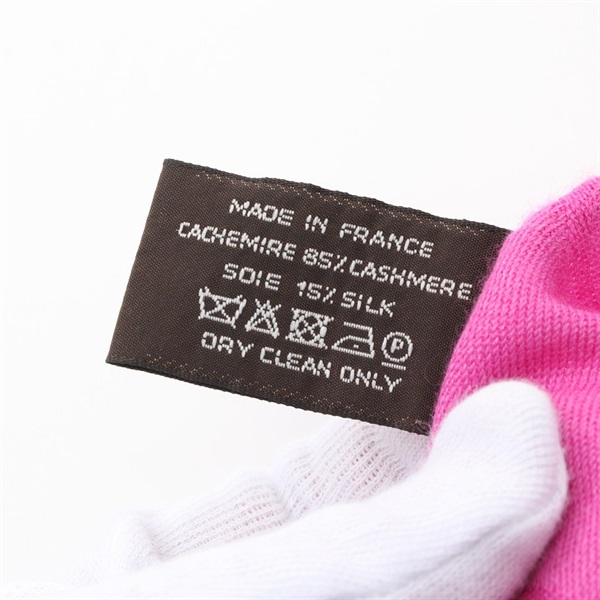 MADE IN FRANCE
CACHEMIRE 85% CASHMERE
SOIE 15% SILK
P
DRY CLEAN ONLY